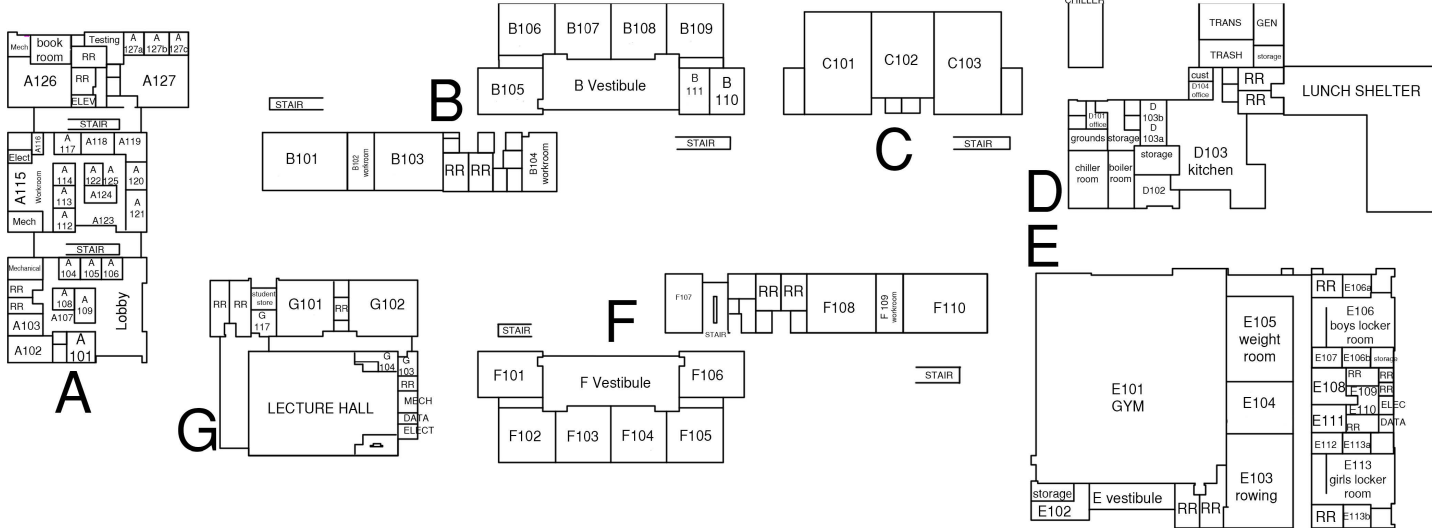 Mech
book
room
Testing
A
127a
A
127b
A
127c
RR
A126
RR
A127
ELEV
STAIR
A116
A
117
A118
A119
Elect
A115
Workroom
A
114
A
122
A
125
A
120
A
113
A124
A
121
Mech
A
112
A123
STAIR
Mechanical
A
104
A
105
A
106
RR
RR
A
108
A
109
A107
Lobby
A103
A102
A
101
A
B106
B107
B108
B109
B105
B Vestibule
B
111
B
110
B
STAIR
STAIR
B101
B102
workroom
B103
RR
RR
B104
workroom
C101
C102
C103
C
STAIR
CHILLER
TRANS
GEN
TRASH
storage
cust
D104
office
RR
RR
LUNCH SHELTER
D101
office
D
103b
D
103a
grounds
storage
storage
D103
kitchen
chiller
room
boiler
room
D102
D
E
RR
RR
student
store
G101
RR
G102
G
117
G
104
G
103
RR
LECTURE HALL
MECH
DATA
ELECT
G
F107
STAIR
RR
RR
F108
F 109
workroom
F110
F
STAIR
STAIR
F101
F Vestibule
F106
F102
F103
F104
F105
E101
GYM
E105
weight
room
E104
E103
rowing
storage
E102
E vestibule
RR
RR
RR
E106a
E106
boys locker
room
E107
E106b
storage
E108
RR
RR
E109
RR
E110
ELEC
E111
RR
DATA
E112
E113a
E113
girls locker
room
RR
E113b